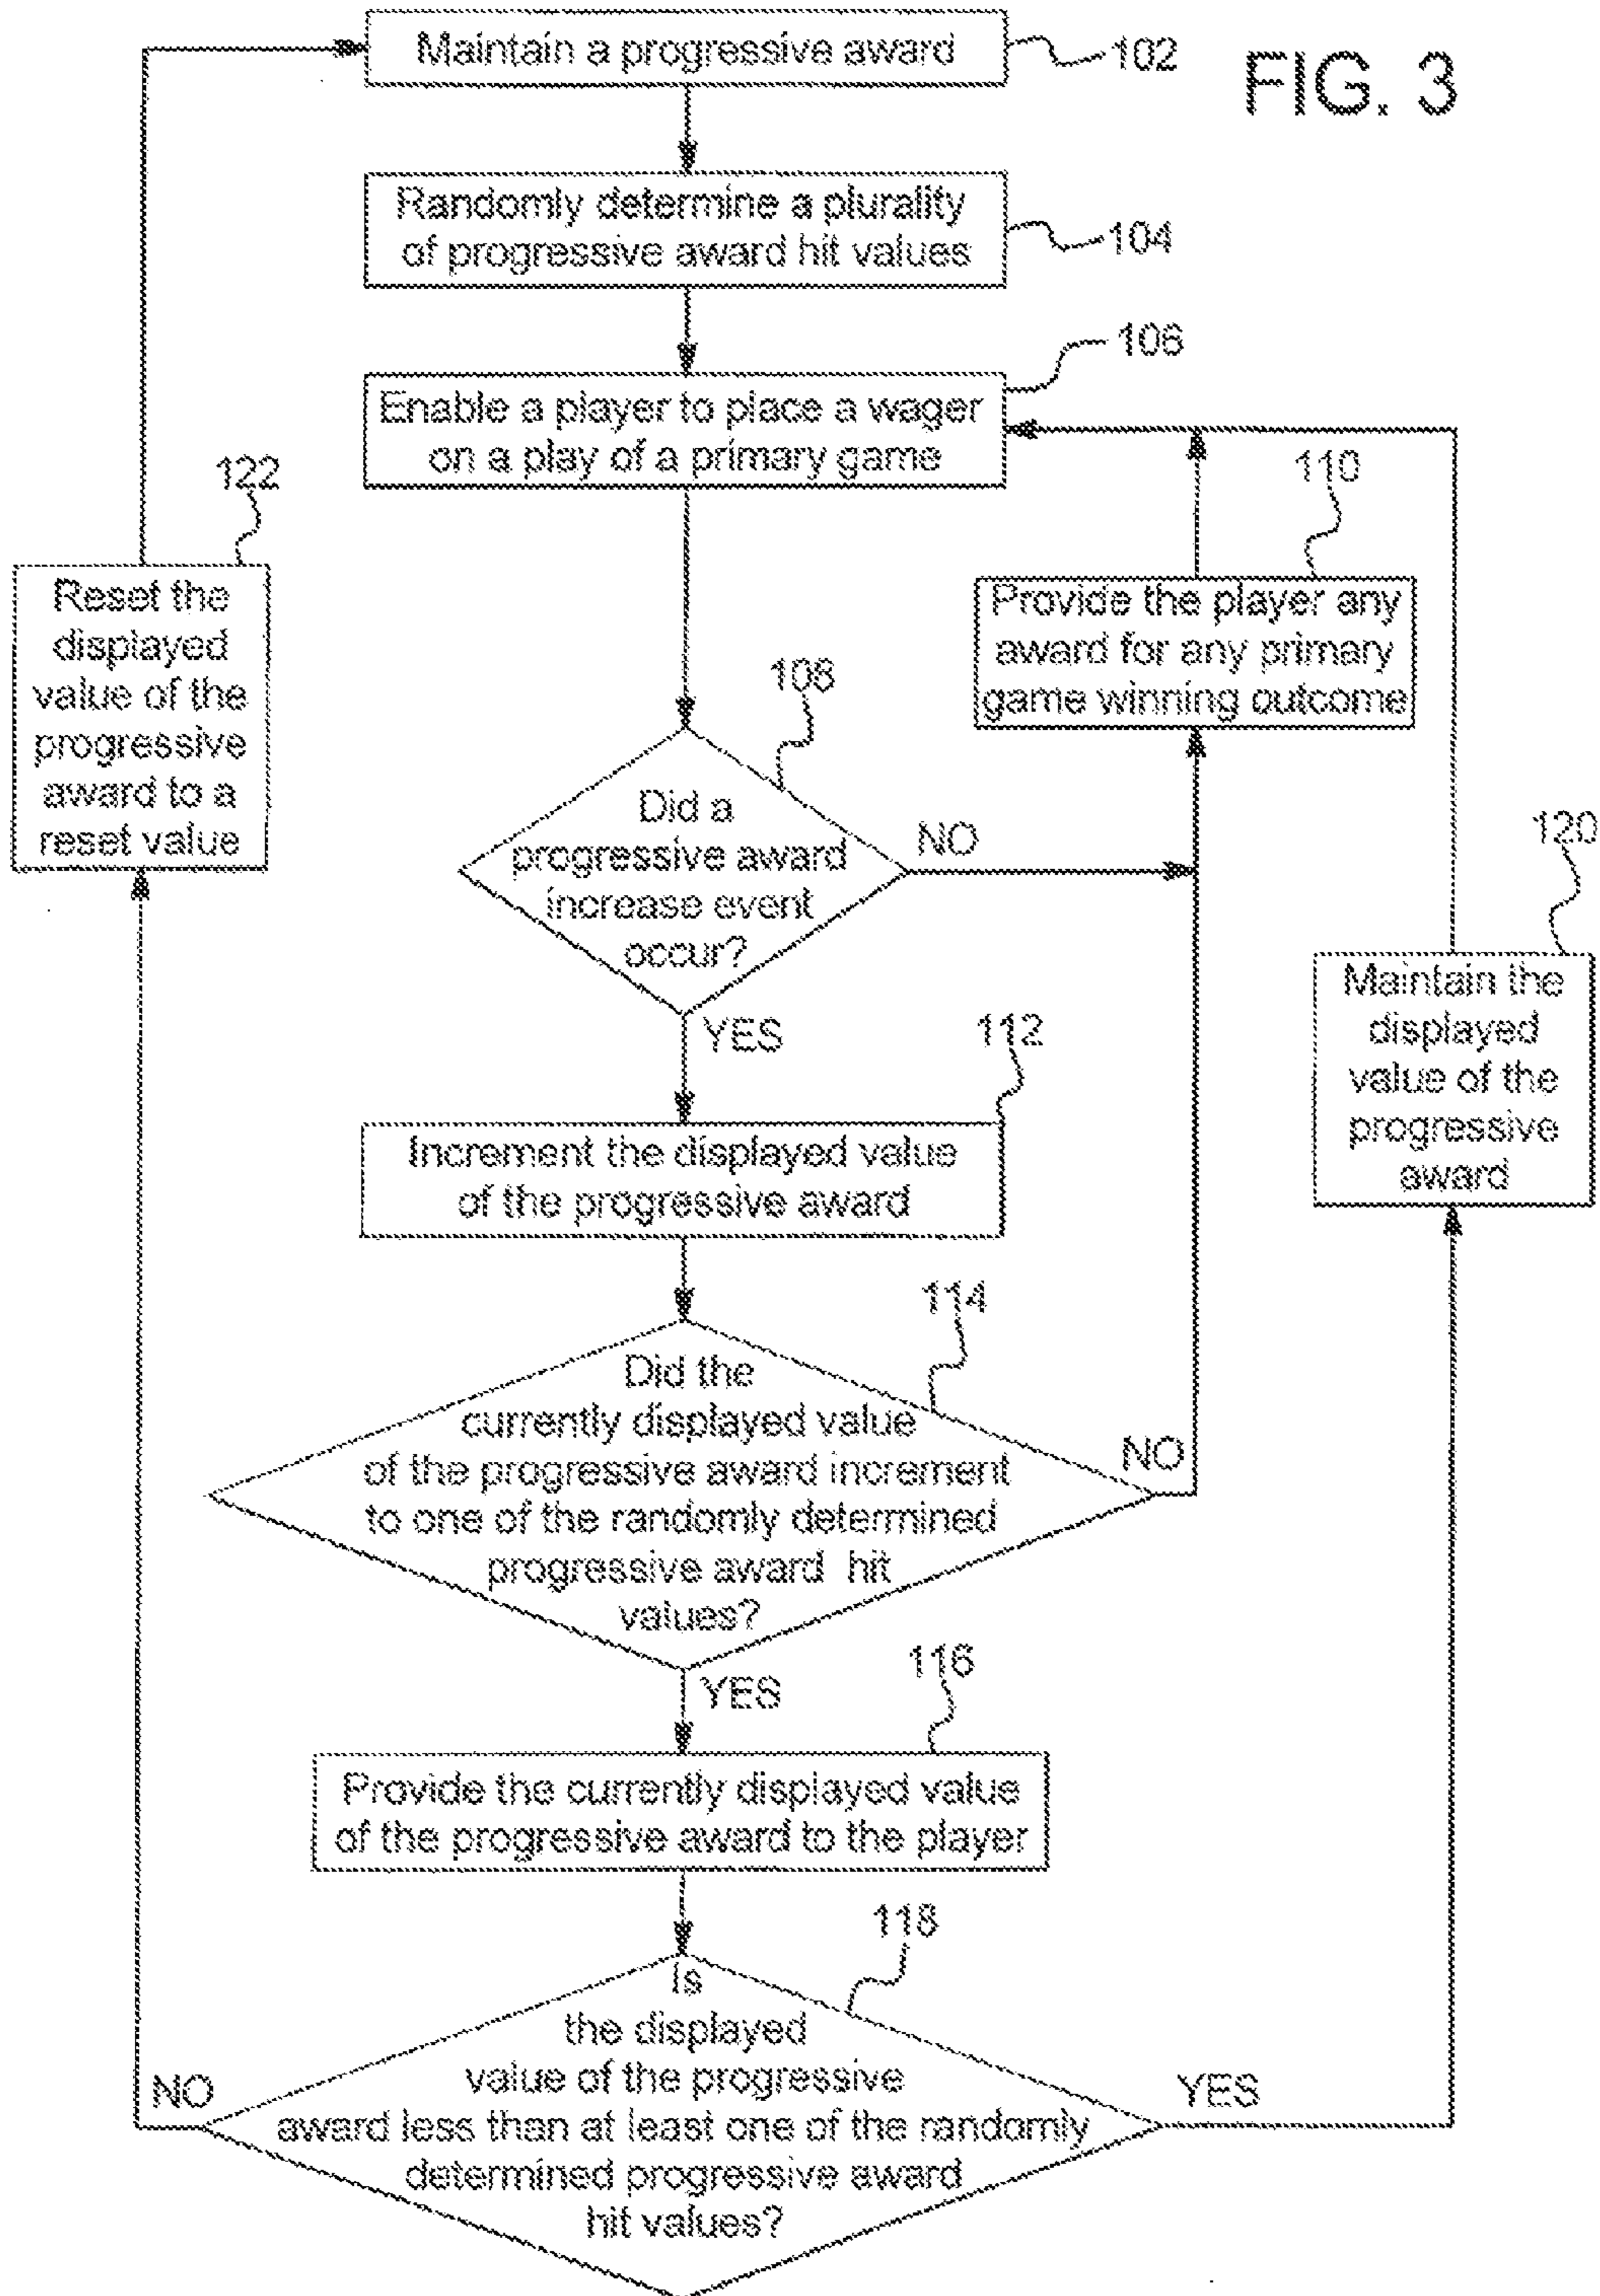 FIG. 3
Maintain a progressive award
102
Randomly determine a plurality
of progressive award hit values
104
106
Enable a player to place a wager
on a play of a primary game
122
Reset the
displayed
value of the
progressive
award to a
reset value
110
Provide the player any
award for any primary
game winning outcome
108
Did a
progressive award
increase event
occur?
NO
YES
120
Maintain the
displayed
value of the
progressive
award
112
Increment the displayed value
of the progressive award
114
Did the
currently displayed value
of the progressive award increment
to one of the randomly determined
progressive award hit
values?
NO
YES
116
Provide the currently displayed value
of the progressive award to the player
118
Is
the displayed
value of the progressive
award less than at least one of the randomly
determined progressive award
hit values?
NO
YES